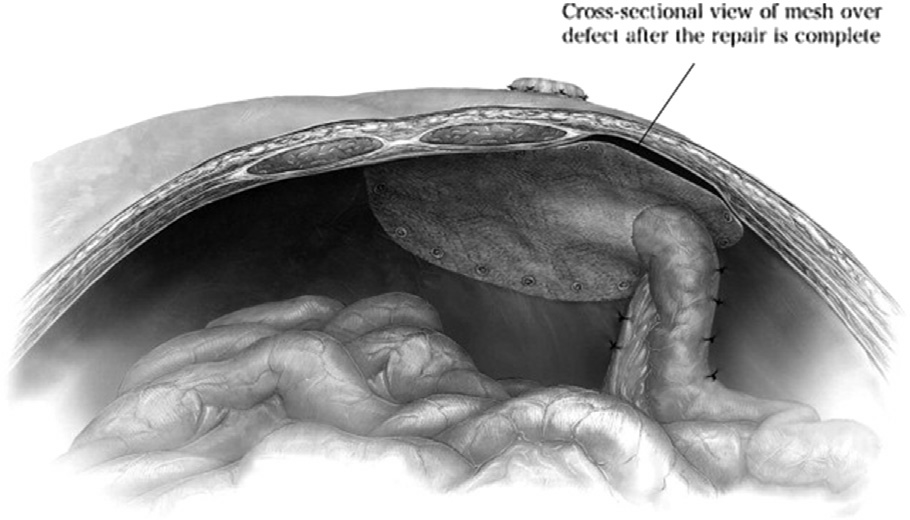 Cross-sectional view of mesh over
defect after the repair is complete